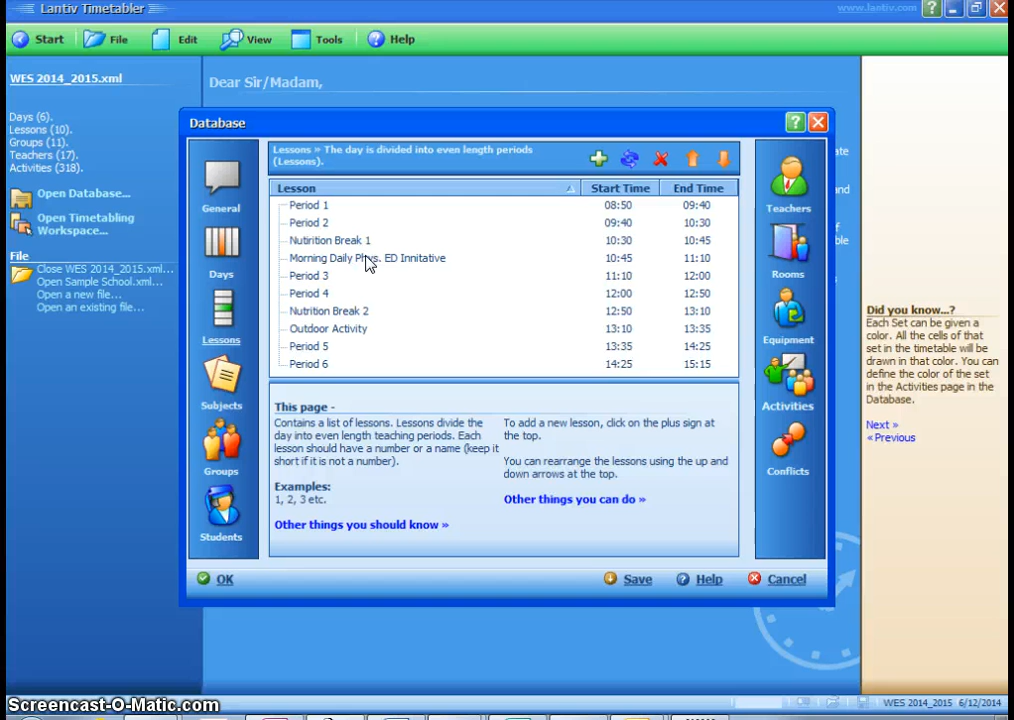 Lantiv Timetabler
www.lantiv.com
Start File Edit View Tools Help
WES 2014_2015.xml
Days (6).
Lessons (10).
Groups (11).
Teachers (17).
Activities (318).
Open Database...
Open Timetabling
Workspace...
File
Close WES 2014_2015.xml...
Open Sample School.xml...
Open a new file...
Open an existing file...
Dear Sir/Madam,
Database
General
Days
Lessons
Subjects
Groups
Students
Lessons » The day is divided into even length periods
(Lessons).
Lesson Start Time End Time
Period 1 08:50 09:40
Period 2 09:40 10:30
Nutrition Break 1 10:30 10:45
Morning Daily Phys. ED Innitative 10:45 11:10
Period 3 11:10 12:00
Period 4 12:00 12:50
Nutrition Break 2 12:50 13:10
Outdoor Activity 13:10 13:35
Period 5 13:35 14:25
Period 6 14:25 15:15
This page -
Contains a list of lessons. Lessons divide the
day into even length teaching periods. Each
lesson should have a number or a name (keep it
short if it is not a number).
Examples:
1, 2, 3 etc.
Other things you should know »
To add a new lesson, click on the plus sign at
the top.
You can rearrange the lessons using the up and
down arrows at the top.
Other things you can do »
Teachers
Rooms
Equipment
Activities
Conflicts
OK Save Help Cancel
Did you know...?
Each Set can be given a
color. All the cells of that
set in the timetable will be
drawn in that color. You can
define the color of the set
in the Activities page in the
Database.
Next »
« Previous
Screencast-O-Matic.com
WES 2014_2015 6/12/2014